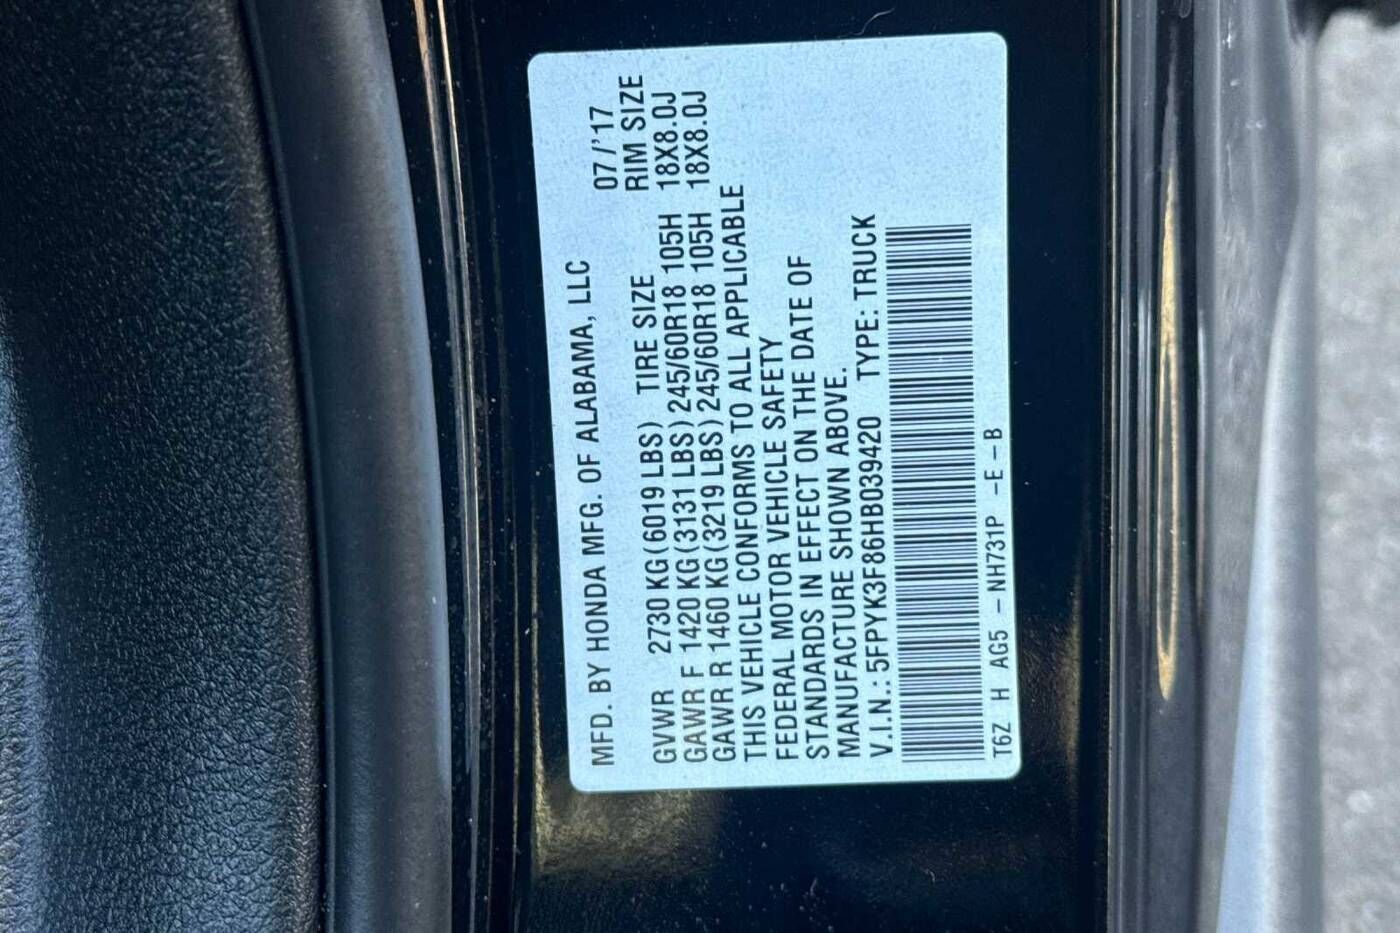 MFD. BY HONDA MFG. OF ALABAMA, LLC 07/'17
GVWR 2730 KG(6019 LBS) TIRE SIZE RIM SIZE
GAWR F 1420 KG(3131 LBS) 245/60R18 105H 18X8.0J
GAWR R 1460 KG(3219 LBS) 245/60R18 105H 18X8.0J
THIS VEHICLE CONFORMS TO ALL APPLICABLE
FEDERAL MOTOR VEHICLE SAFETY
STANDARDS IN EFFECT ON THE DATE OF
MANUFACTURE SHOWN ABOVE.
V.I.N.: 5FPYK3F86HB039420 TYPE: TRUCK
T6Z H AG5 - NH731P - E - B